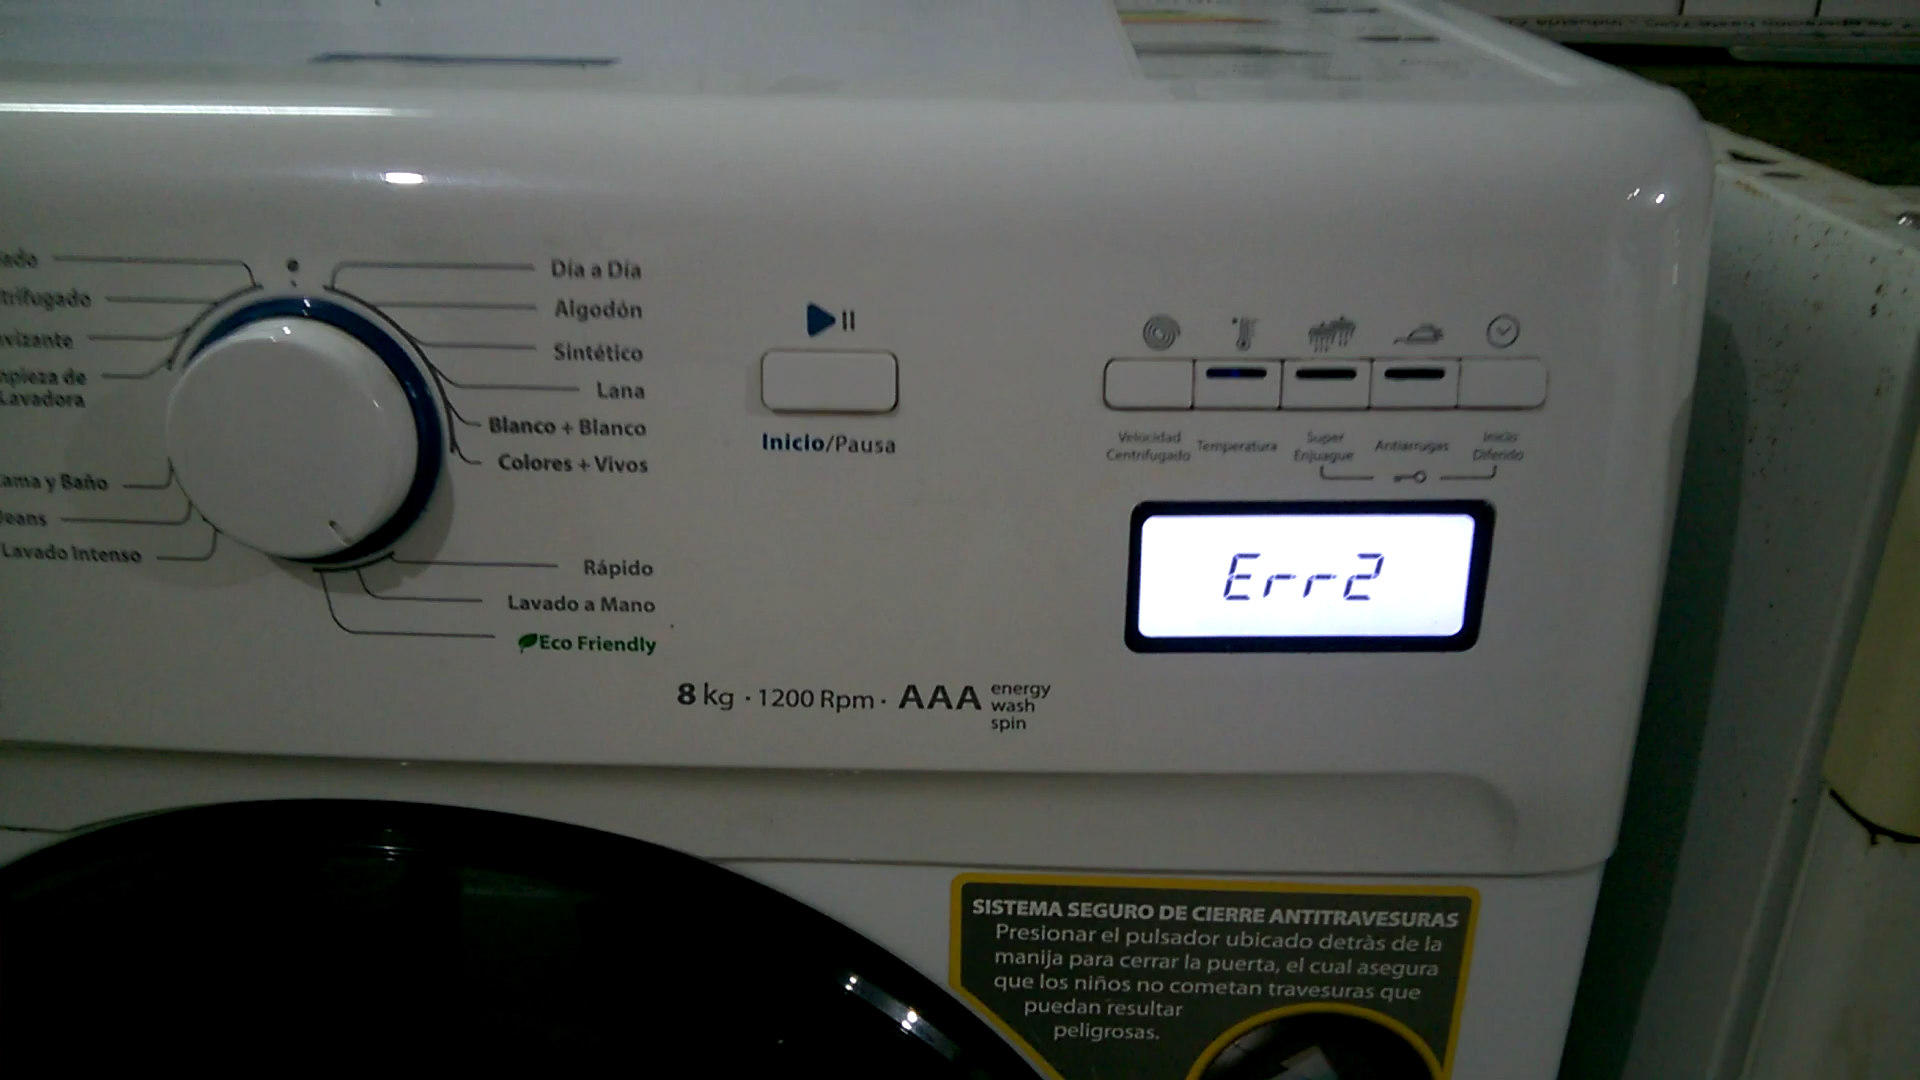 Día a Día
Algodón
Sintético
Lana
Blanco + Blanco
Colores + Vivos
Lavadora
Baño
Lavado Intenso
Rápido
Lavado a Mano
Eco Friendly
Inicio/Pausa
8 kg · 1200 Rpm · AAA energy
wash
spin
Velocidad
Centrifugado
Temperatura
Super
Enjuague
Antiarrugas
Inicio
Diferido
Err2
SISTEMA SEGURO DE CIERRE ANTITRAVESURAS
Presionar el pulsador ubicado detràs de la
manija para cerrar la puerta, el cual asegura
que los niños no cometan travesuras que
puedan resultar
peligrosas.